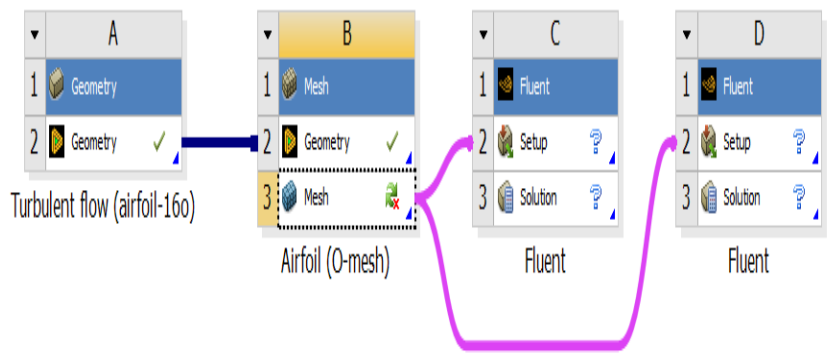 A
1 Geometry
2 Geometry
Turbulent flow (airfoil-16o)
B
1 Mesh
2 Geometry
3 Mesh
Airfoil (O-mesh)
C
1 Fluent
2 Setup ?
3 Solution ?
Fluent
D
1 Fluent
2 Setup ?
3 Solution ?
Fluent